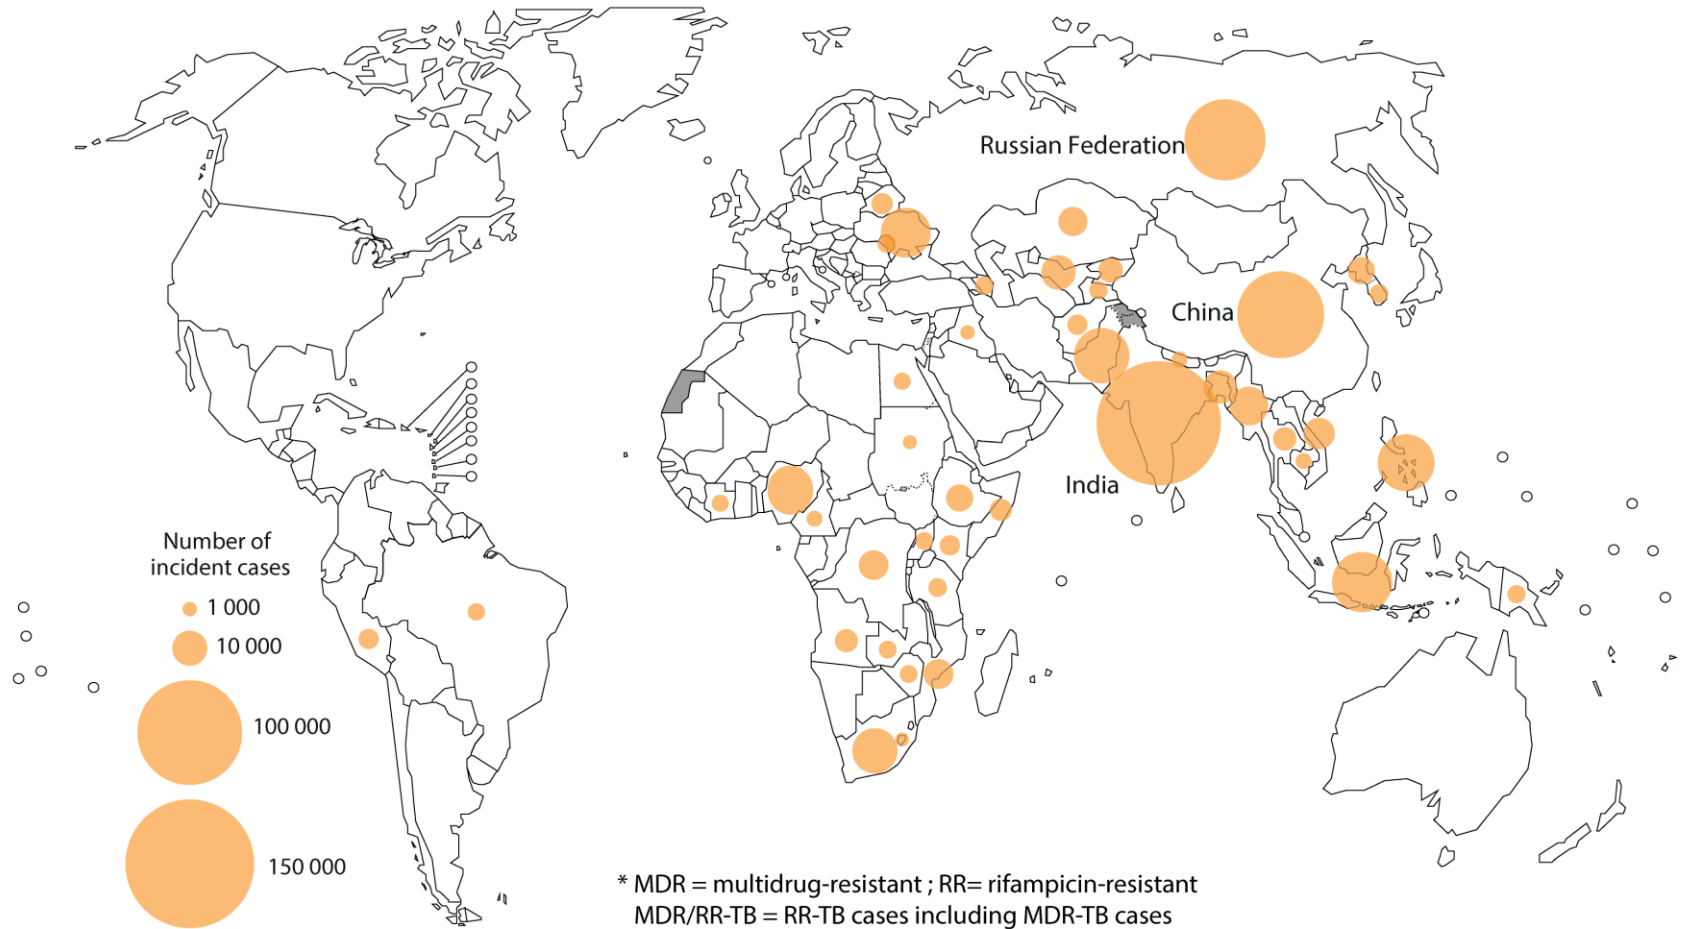 Russian Federation
China
India
Number of
incident cases
1 000
10 000
100 000
150 000
* MDR = multidrug-resistant ; RR= rifampicin-resistant
MDR/RR-TB = RR-TB cases including MDR-TB cases